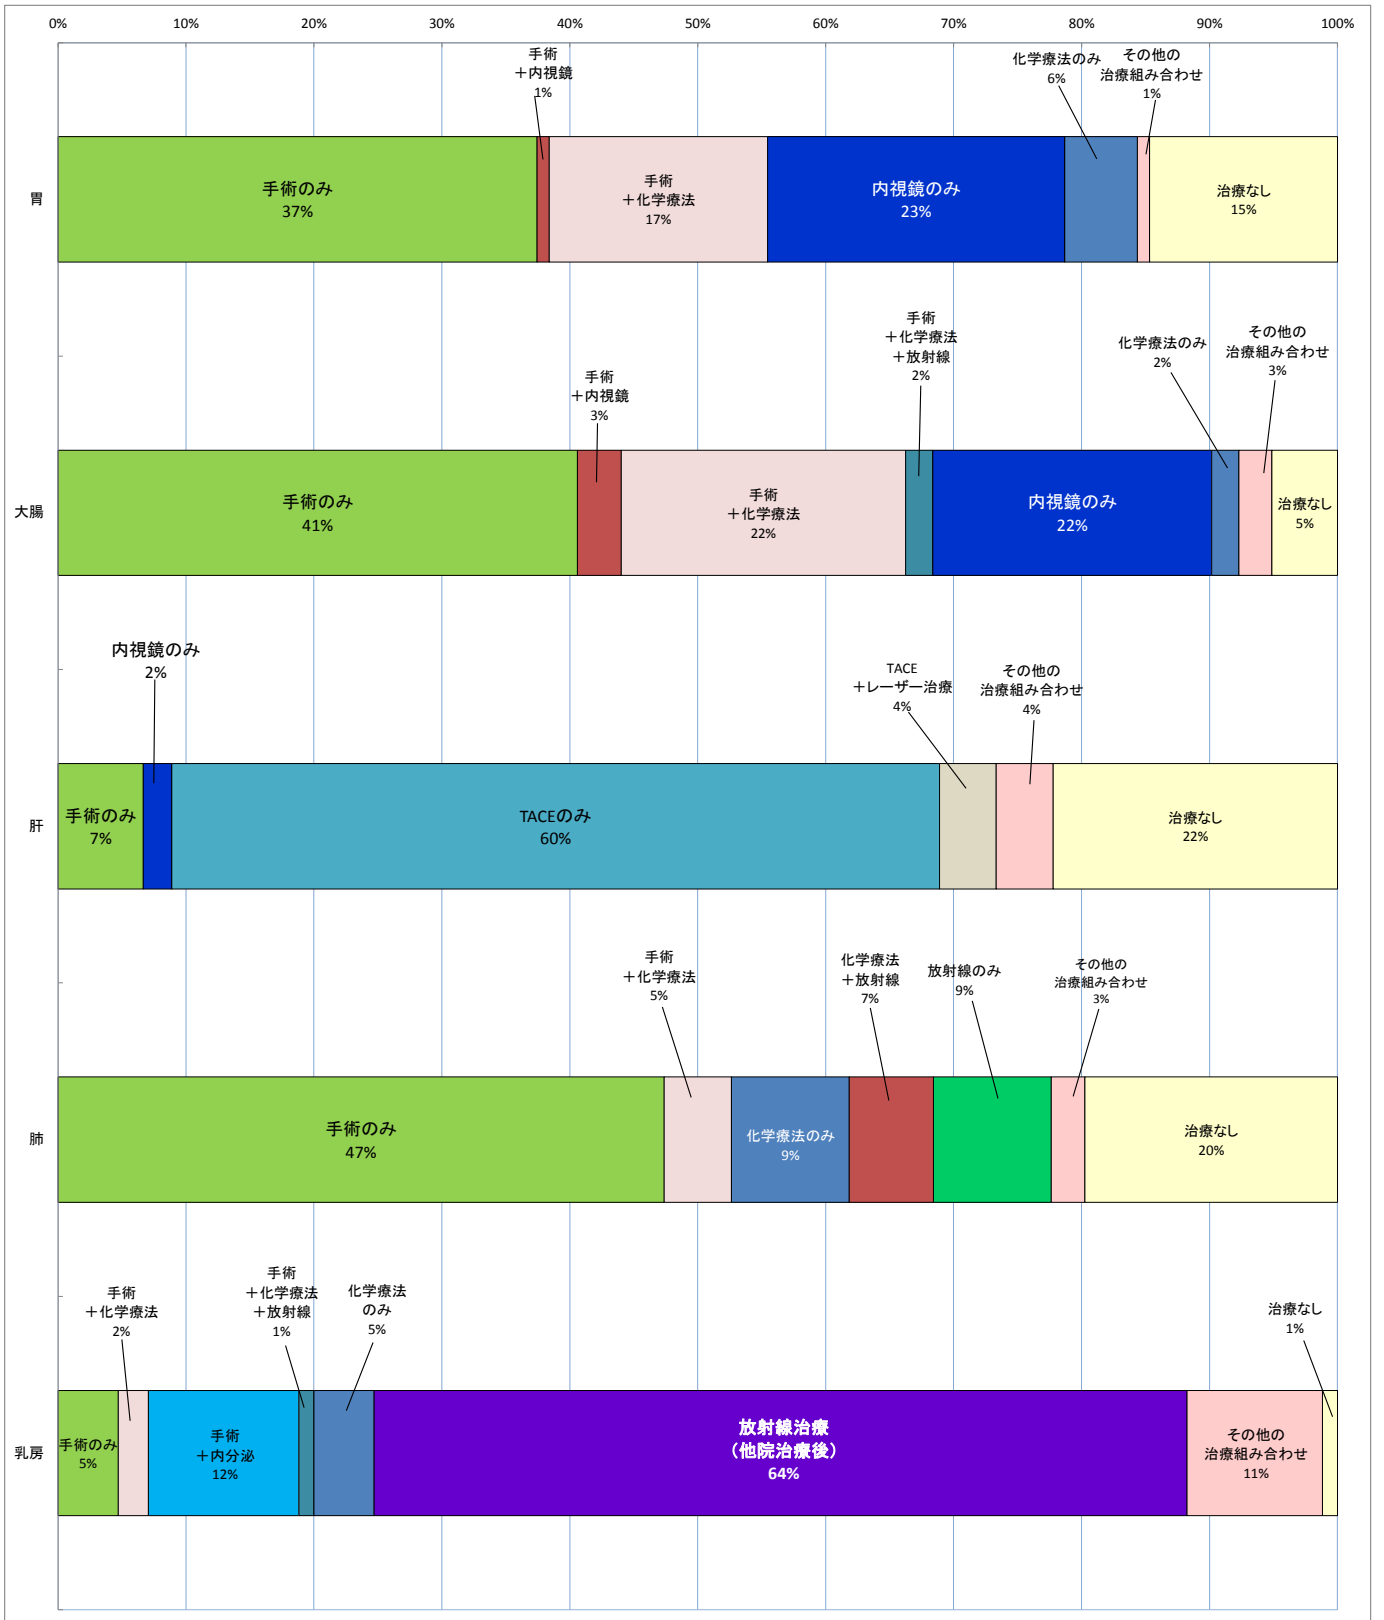 0%
10%
20%
30%
40%
50%
60%
70%
80%
90%
100%
胃
手術のみ
37%
手術
＋内視鏡
1%
手術
＋化学療法
17%
内視鏡のみ
23%
化学療法のみ
6%
その他の
治療組み合わせ
1%
治療なし
15%
大腸
手術のみ
41%
手術
＋内視鏡
3%
手術
＋化学療法
22%
手術
＋化学療法
＋放射線
2%
内視鏡のみ
22%
化学療法のみ
2%
その他の
治療組み合わせ
3%
治療なし
5%
肝
手術のみ
7%
内視鏡のみ
2%
TACEのみ
60%
TACE
＋レーザー治療
4%
その他の
治療組み合わせ
4%
治療なし
22%
肺
手術のみ
47%
手術
＋化学療法
5%
化学療法のみ
9%
化学療法
＋放射線
7%
放射線のみ
9%
その他の
治療組み合わせ
3%
治療なし
20%
乳房
手術のみ
5%
手術
＋化学療法
2%
手術
＋内分泌
12%
手術
＋化学療法
＋放射線
1%
化学療法
のみ
5%
放射線治療
（他院治療後）
64%
その他の
治療組み合わせ
11%
治療なし
1%